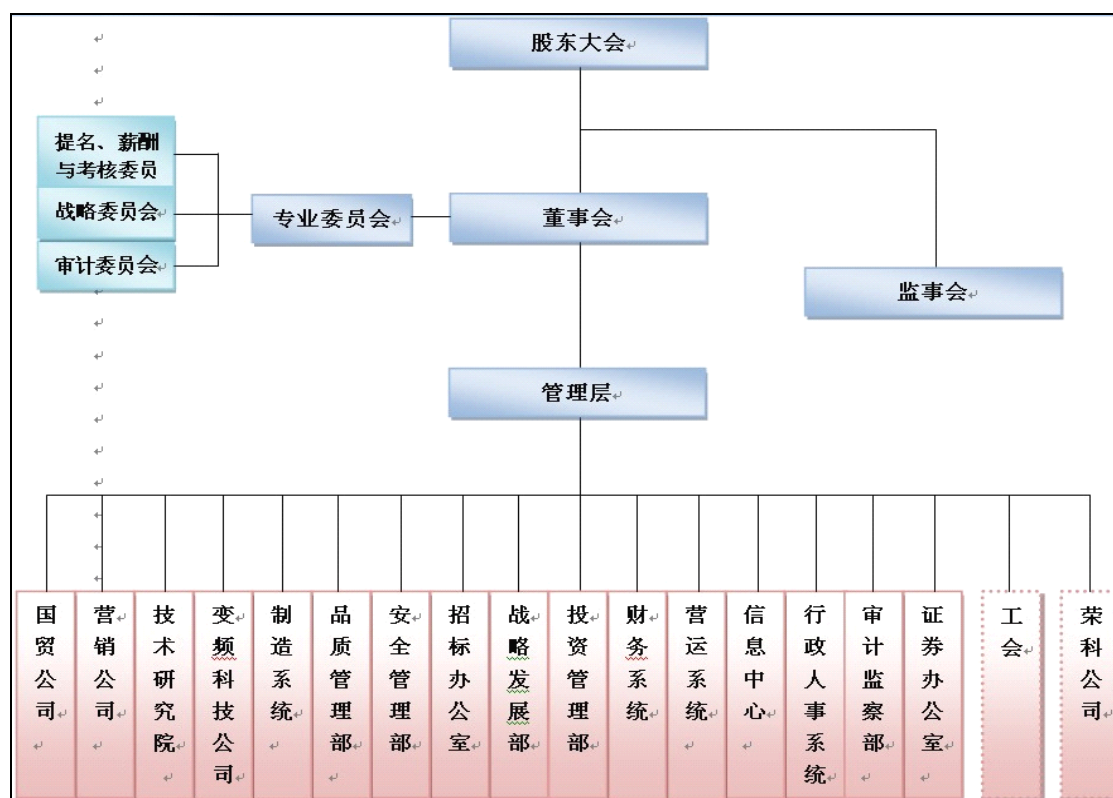 股东大会
提名、薪酬
与考核委员
战略委员会
审计委员会
专业委员会
董事会
监事会
管理层
国贸公司
营销公司
技术研究院
变频科技公司
制造系统
品质管理部
安全管理部
招标办公室
战略发展部
投资管理部
财务系统
营运系统
信息中心
行政人事系统
审计监察部
证券办公室
工会
荣科公司